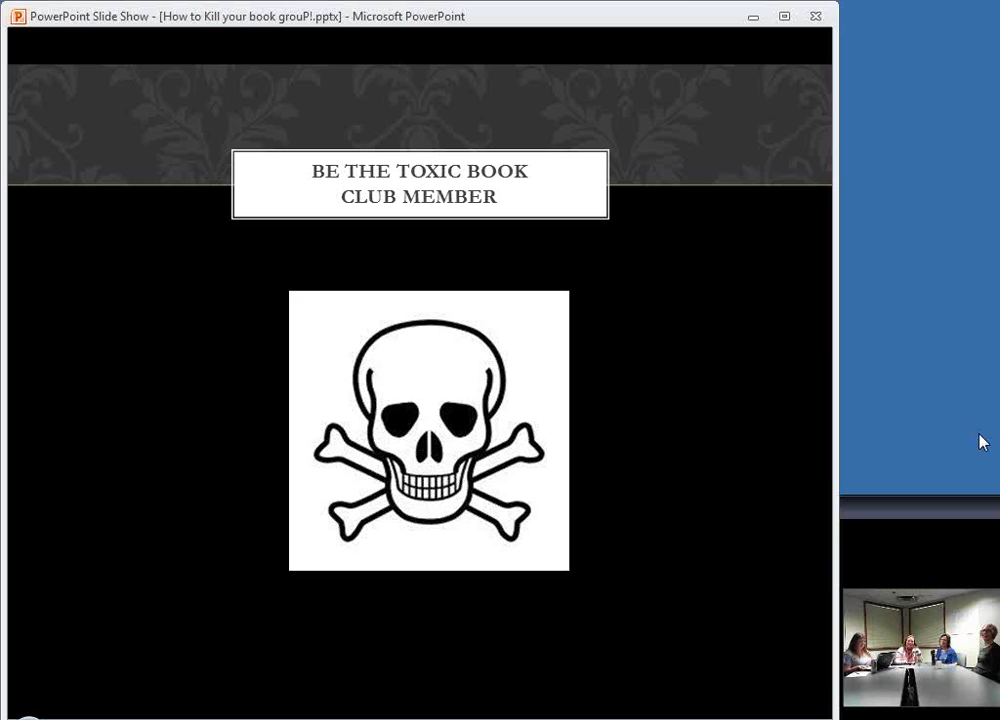 PowerPoint Slide Show - [How to Kill your book grouP!.pptx] - Microsoft PowerPoint
BE THE TOXIC BOOK
CLUB MEMBER